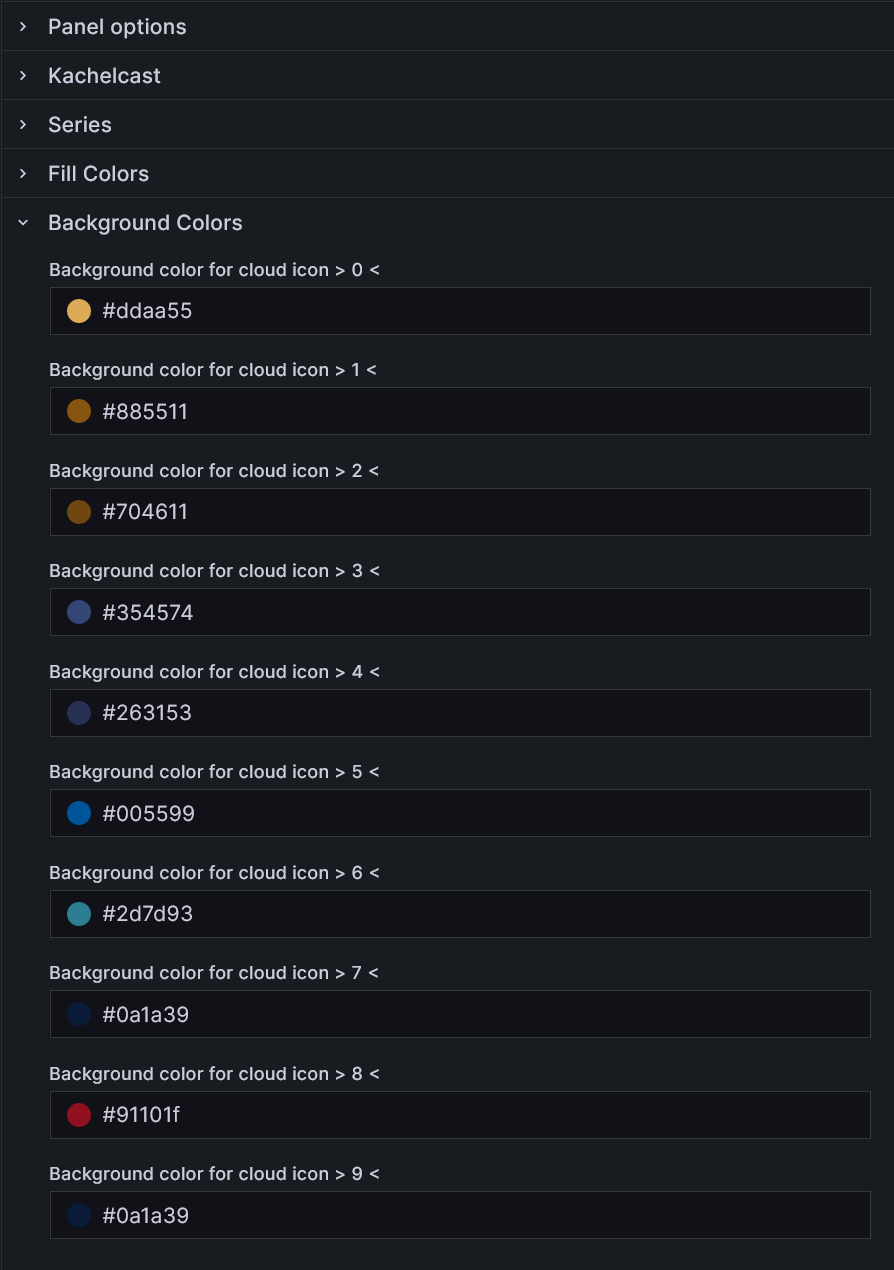 Panel options
Kachelcast
Series
Fill Colors
Background Colors
Background color for cloud icon > 0 <
#ddaa55
Background color for cloud icon > 1 <
#885511
Background color for cloud icon > 2 <
#704611
Background color for cloud icon > 3 <
#354574
Background color for cloud icon > 4 <
#263153
Background color for cloud icon > 5 <
#005599
Background color for cloud icon > 6 <
#2d7d93
Background color for cloud icon > 7 <
#0a1a39
Background color for cloud icon > 8 <
#91101f
Background color for cloud icon > 9 <
#0a1a39